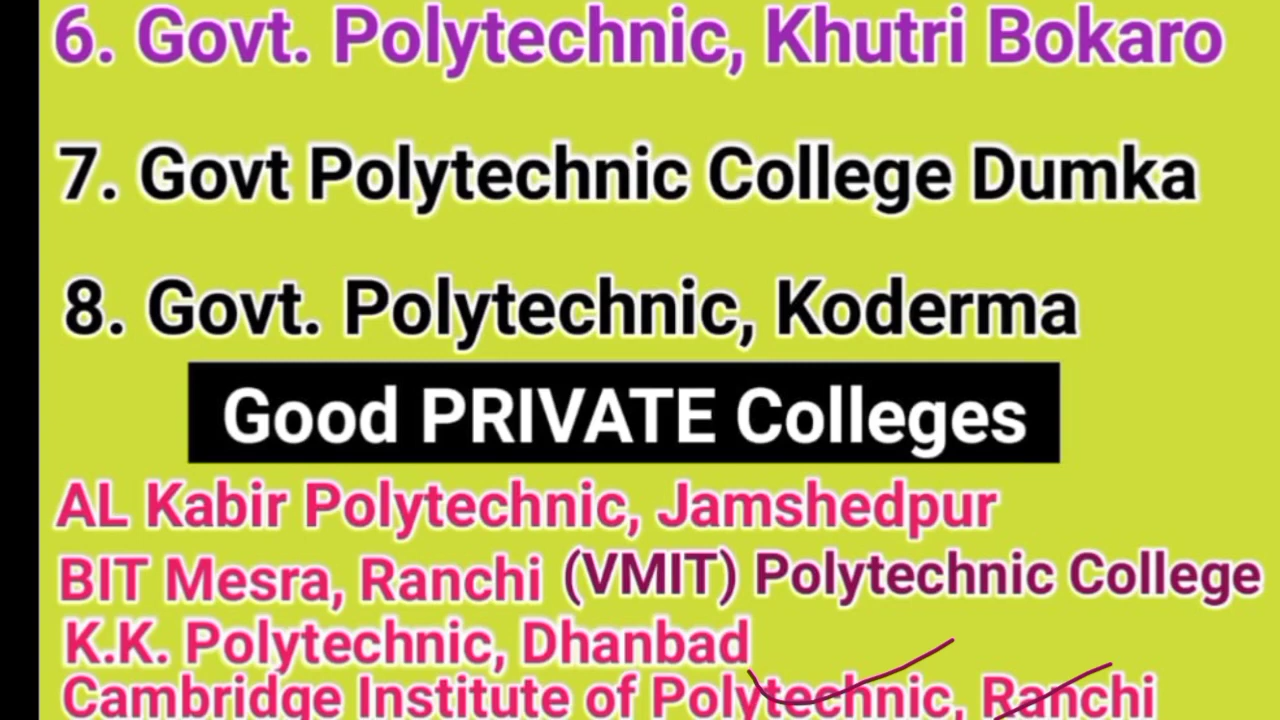 6. Govt. Polytechnic, Khutri Bokaro
7. Govt Polytechnic College Dumka
8. Govt. Polytechnic, Koderma
Good PRIVATE Colleges
AL Kabir Polytechnic, Jamshedpur
BIT Mesra, Ranchi (VMIT) Polytechnic College
K.K. Polytechnic, Dhanbad
Cambridge Institute of Polytechnic, Ranchi